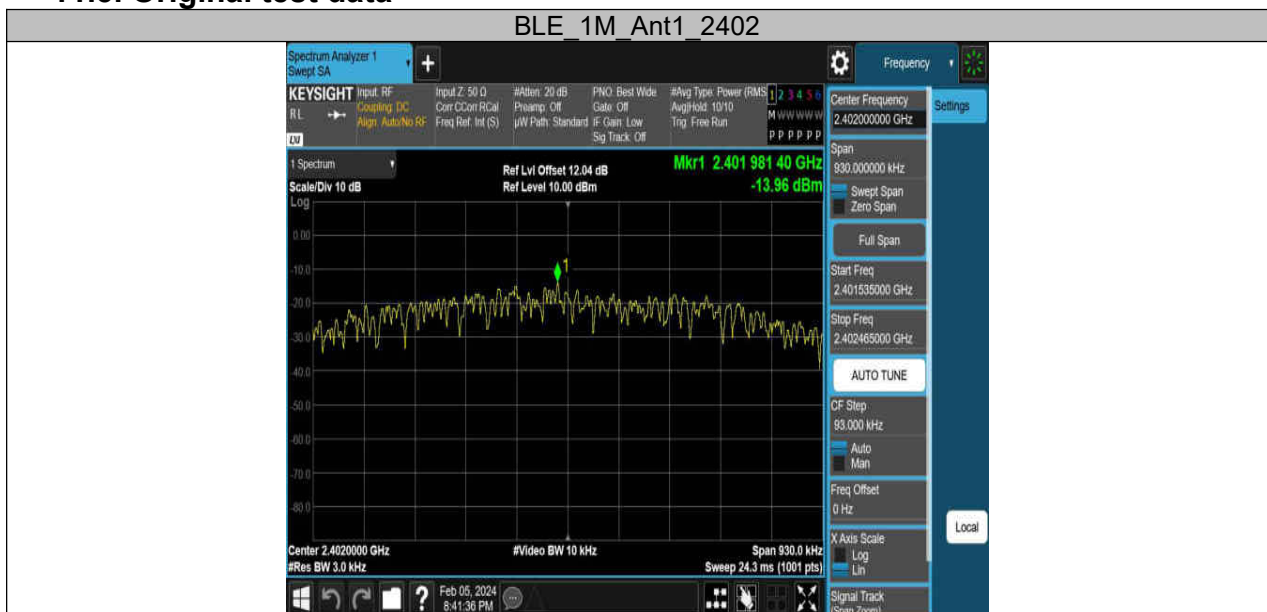 BLE_1M_Ant1_2402
Spectrum Analyzer 1
Swept SA
+
Frequency
KEYSIGHT
RL
LXI
Input: RF
Coupling: DC
Align: Auto/No RF
Input Z: 50 Ω
Corr CCorr RCal
Freq Ref: Int (S)
#Atten: 20 dB
Preamp: Off
µW Path: Standard
PNO: Best Wide
Gate: Off
IF Gain: Low
Sig Track: Off
#Avg Type: Power (RMS
Avg|Hold: 10/10
Trig: Free Run
1 2 3 4 5 6
M W W W W W
P P P P P P
Center Frequency
2.402000000 GHz
Settings
Span
930.000000 kHz
Swept Span
Zero Span
Full Span
Start Freq
2.401535000 GHz
Stop Freq
2.402465000 GHz
AUTO TUNE
CF Step
93.000 kHz
Auto
Man
Freq Offset
0 Hz
X Axis Scale
Log
Lin
Local
Signal Track
(Span Zoom)
1 Spectrum
Scale/Div 10 dB
Log
Ref Lvl Offset 12.04 dB
Ref Level 10.00 dBm
Mkr1 2.401 981 40 GHz
-13.96 dBm
1
0.00
-10.0
-20.0
-30.0
-40.0
-50.0
-60.0
-70.0
-80.0
Center 2.4020000 GHz
#Res BW 3.0 kHz
#Video BW 10 kHz
Span 930.0 kHz
Sweep 24.3 ms (1001 pts)
?
Feb 05, 2024
8:41:36 PM